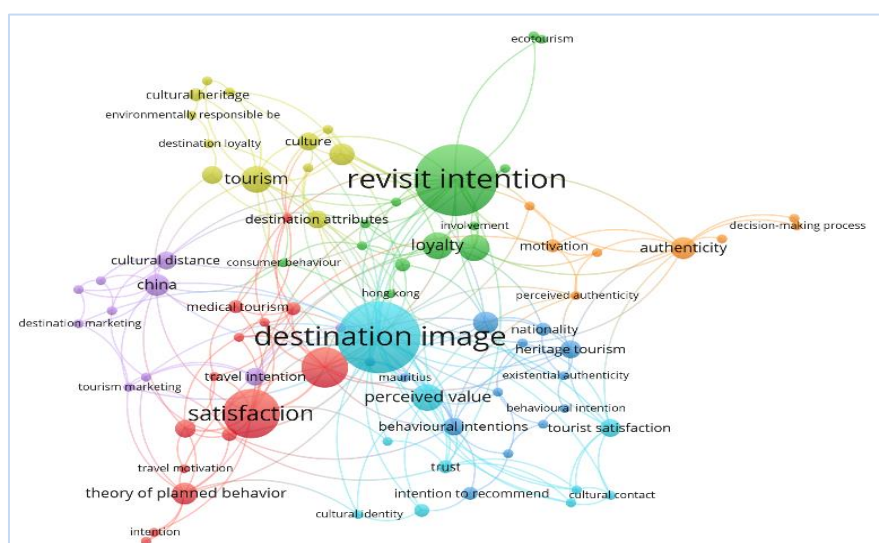 ecotourism
cultural heritage
environmentally responsible be
destination loyalty
culture
tourism
revisit intention
destination attributes
involvement
decision-making process
loyalty
motivation
authenticity
cultural distance
consumer behaviour
china
hong kong
perceived authenticity
medical tourism
destination marketing
destination image
nationality
heritage tourism
travel intention
mauritius
existential authenticity
tourism marketing
perceived value
behavioural intention
satisfaction
behavioural intentions
tourist satisfaction
travel motivation
trust
theory of planned behavior
intention to recommend
cultural contact
cultural identity
intention